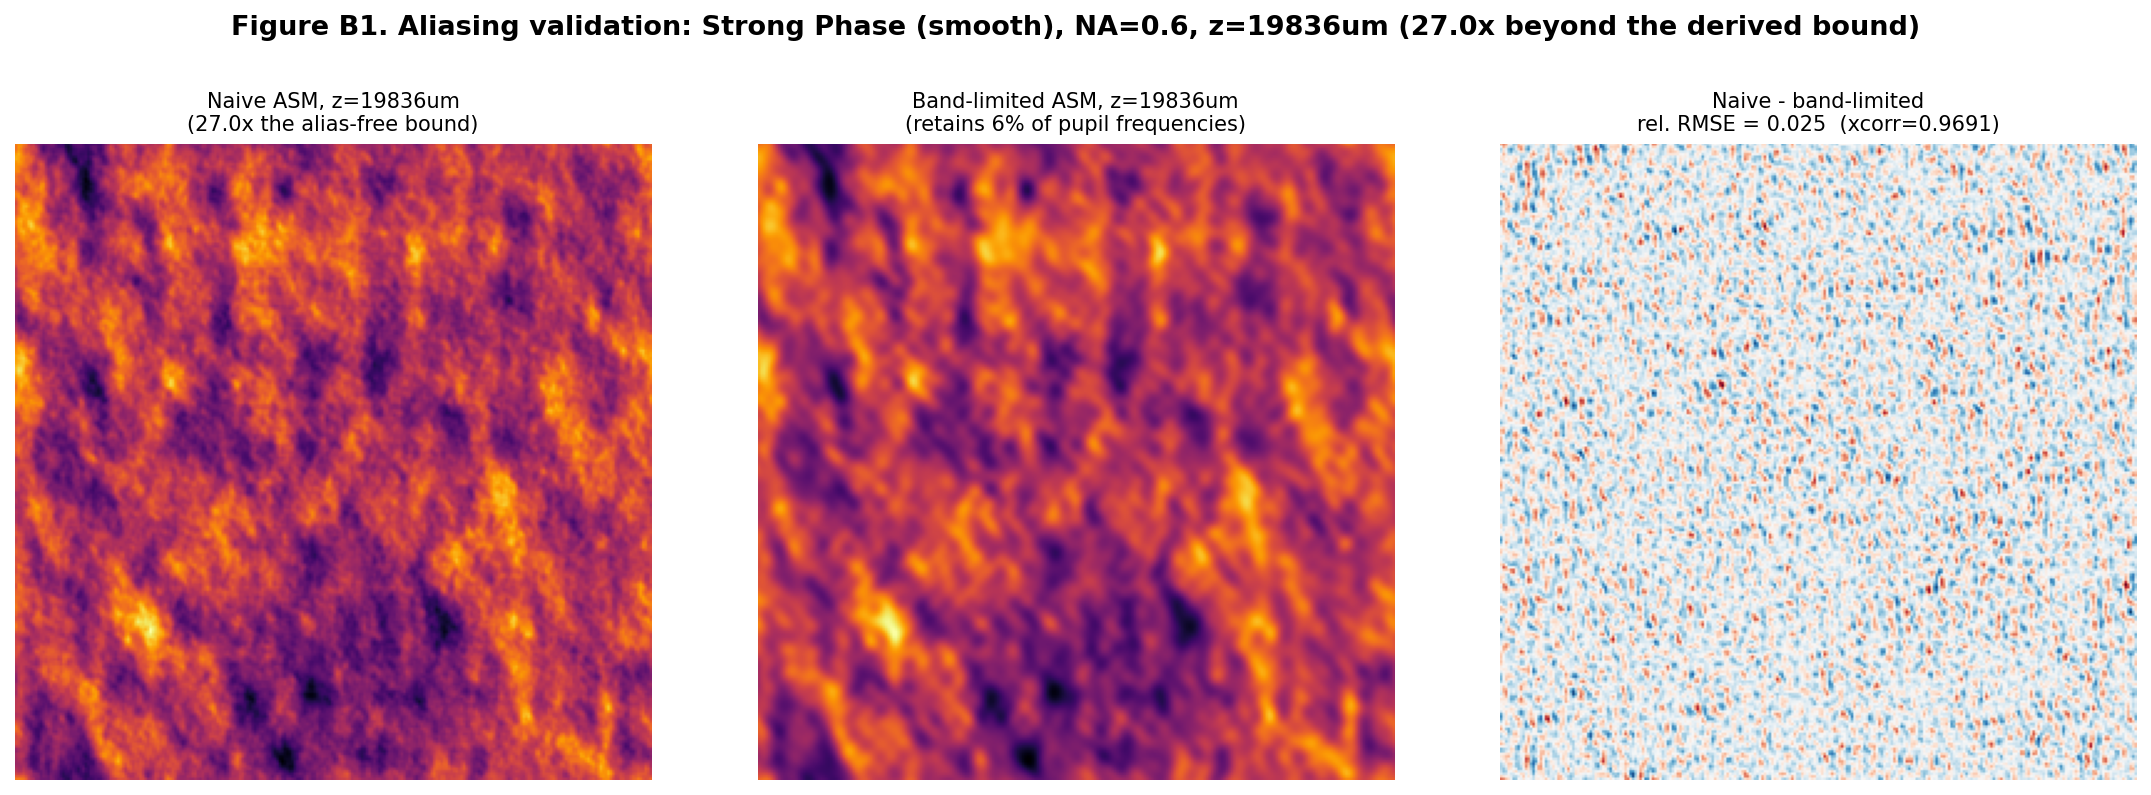 Figure B1. Aliasing validation: Strong Phase (smooth), NA=0.6, z=19836um (27.0x beyond the derived bound)
Naive ASM, z=19836um
(27.0x the alias-free bound)
Band-limited ASM, z=19836um
(retains 6% of pupil frequencies)
Naive - band-limited
rel. RMSE = 0.025  (xcorr=0.9691)